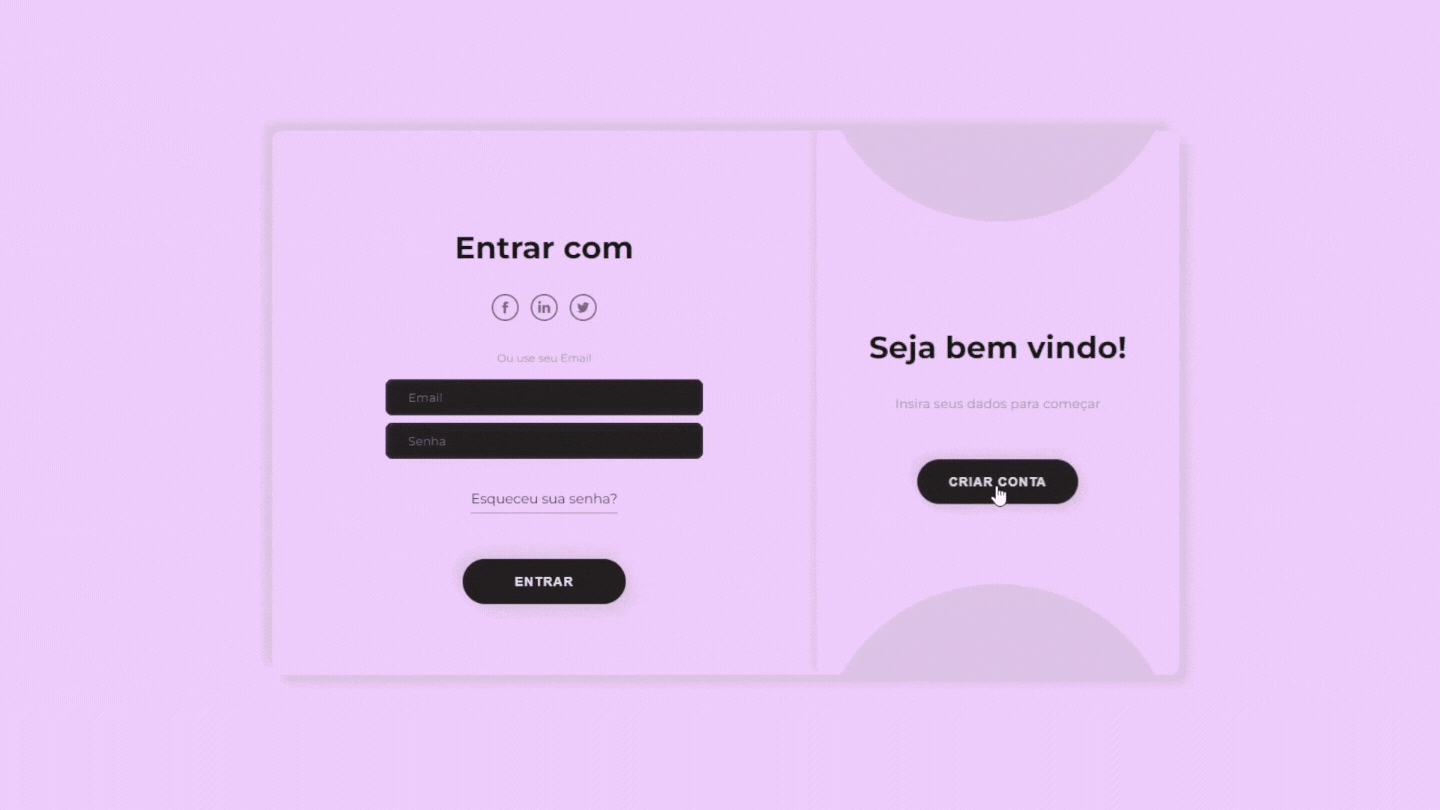 Entrar com
f in
Ou use seu Email
Email
Senha
Esqueceu sua senha?
ENTRAR
Seja bem vindo!
Insira seus dados para começar
CRIAR CONTA